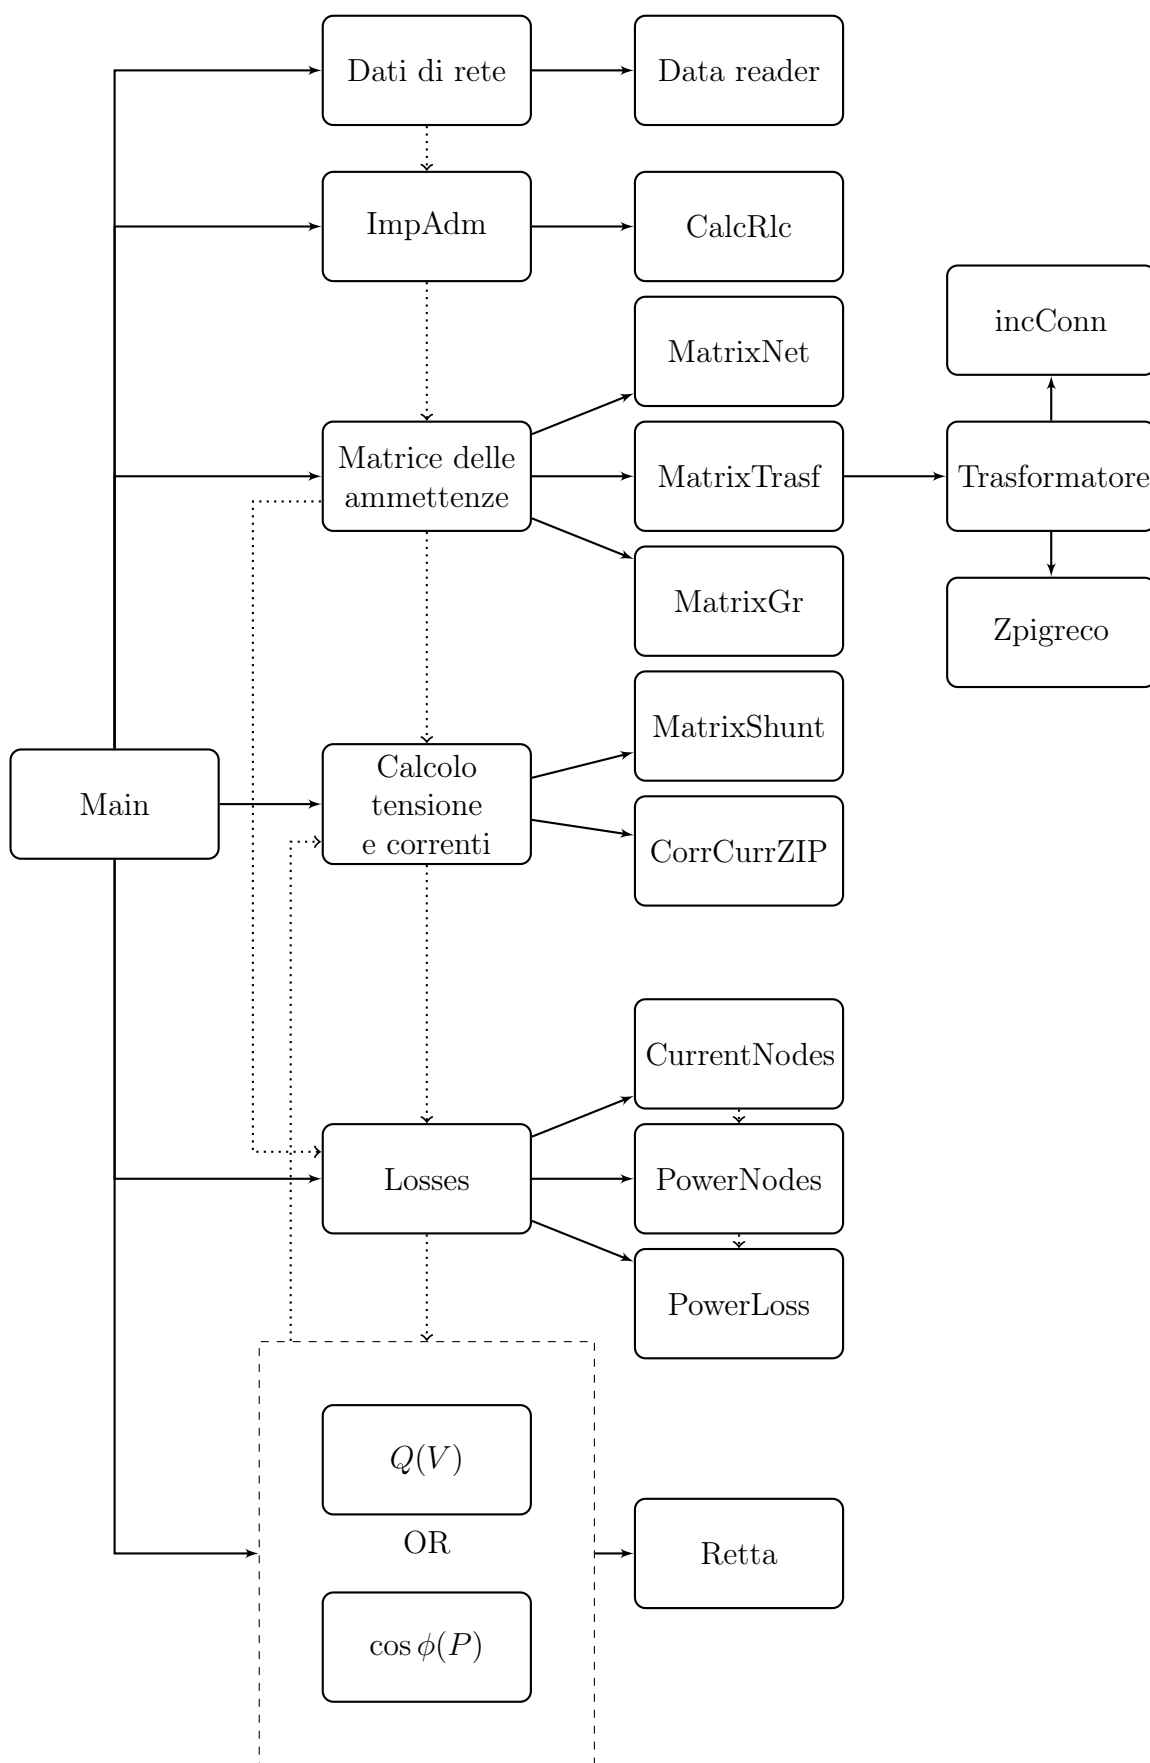 Dati di rete
Data reader
ImpAdm
CalcRlc
incConn
MatrixNet
Matrice delle
ammettenze
MatrixTrasf
Trasformatore
MatrixGr
Zpigreco
MatrixShunt
Main
Calcolo
tensione
e correnti
CorrCurrZIP
CurrentNodes
Losses
PowerNodes
PowerLoss
Q(V)
OR
Retta
cos ϕ(P)